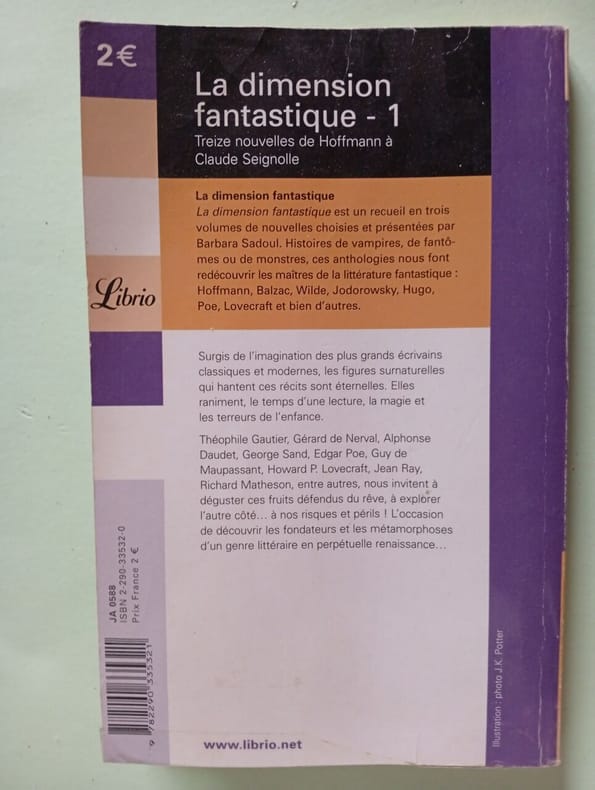 2€
La dimension
fantastique - 1
Treize nouvelles de Hoffmann à
Claude Seignolle
La dimension fantastique
La dimension fantastique est un recueil en trois
volumes de nouvelles choisies et présentées par
Barbara Sadoul. Histoires de vampires, de fantô-
mes ou de monstres, ces anthologies nous font
redécouvrir les maîtres de la littérature fantastique :
Hoffmann, Balzac, Wilde, Jodorowsky, Hugo,
Poe, Lovecraft et bien d'autres.
Librio
Surgis de l'imagination des plus grands écrivains
classiques et modernes, les figures surnaturelles
qui hantent ces récits sont éternelles. Elles
raniment, le temps d'une lecture, la magie et
les terreurs de l'enfance.
Théophile Gautier, Gérard de Nerval, Alphonse
Daudet, George Sand, Edgar Poe, Guy de
Maupassant, Howard P. Lovecraft, Jean Ray,
Richard Matheson, entre autres, nous invitent à
déguster ces fruits défendus du rêve, à explorer
l'autre côté... à nos risques et périls ! L'occasion
de découvrir les fondateurs et les métamorphoses
d'un genre littéraire en perpétuelle renaissance...
JA 0588
ISBN 2-290-33532-0
Prix France 2 €
9 782290 335321
www.librio.net
Illustration : photo J.K. Potter